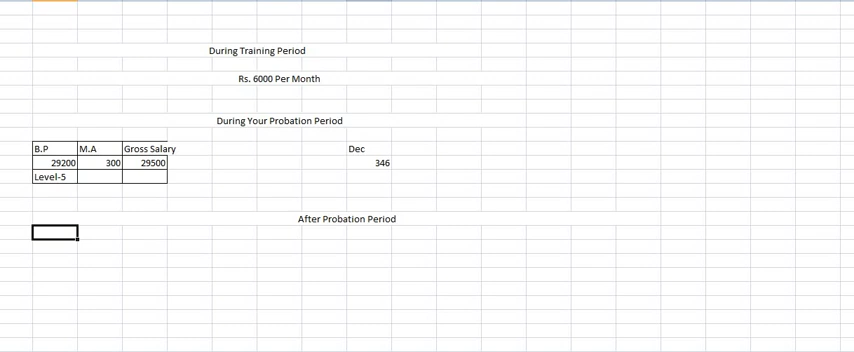 During Training Period
Rs. 6000 Per Month
During Your Probation Period
B.P M.A Gross Salary Dec
29200 300 29500 346
Level-5
After Probation Period